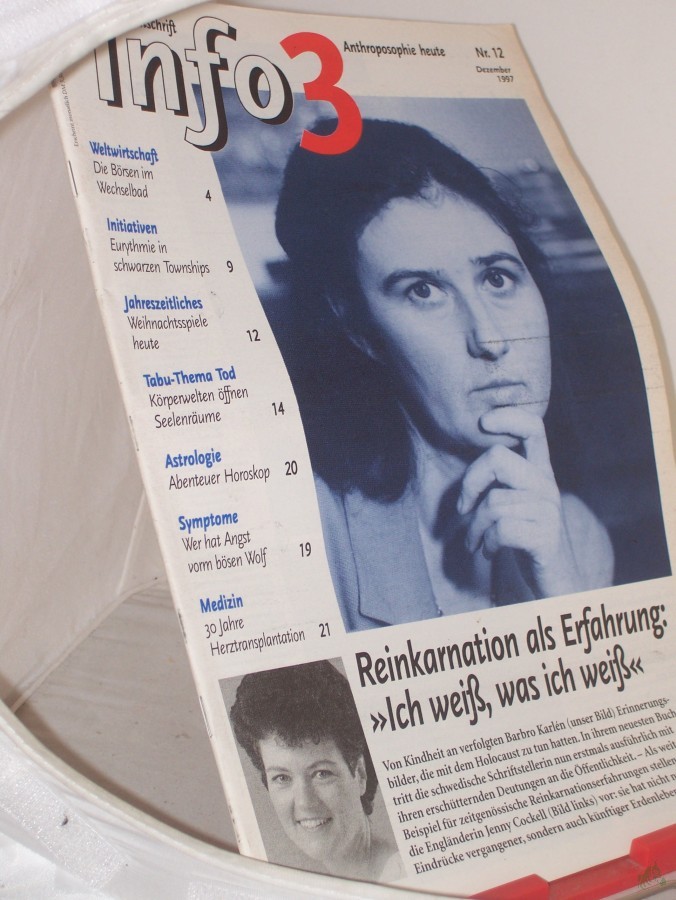 schrift
Info3
Anthroposophie heute
Nr. 12
Dezember
1997
Weltwirtschaft
Die Börsen im
Wechselbad 4
Initiativen
Eurythmie in
schwarzen Townships 9
Jahreszeitliches
Weihnachtsspiele
heute 12
Tabu-Thema Tod
Körperwelten öffnen
Seelenräume 14
Astrologie
Abenteuer Horoskop 20
Symptome
Wer hat Angst
vorm bösen Wolf 19
Medizin
30 Jahre
Herztransplantation 21
Reinkarnation als Erfahrung:
»Ich weiß, was ich weiß«
Von Kindheit an verfolgten Barbro Karlén (unser Bild) Erinnerungs-
bilder, die mit dem Holocaust zu tun hatten. In ihrem neuesten Buch
tritt die schwedische Schriftstellerin nun erstmals ausführlich mit
ihren erschütternden Deutungen an die Öffentlichkeit. – Als weit
Beispiel für zeitgenössische Reinkarnationserfahrungen stellen
die Engländerin Jenny Cockell (Bild links) vor: sie hat nicht n
Eindrücke vergangener, sondern auch künftiger Erdenleben